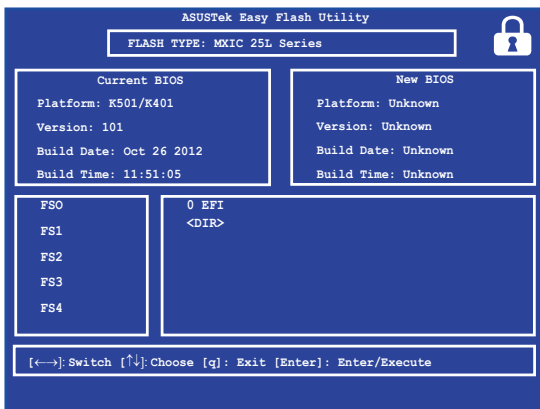 ASUSTek Easy Flash Utility
FLASH TYPE: MXIC 25L Series
Current BIOS
Platform: K501/K401
Version: 101
Build Date: Oct 26 2012
Build Time: 11:51:05
New BIOS
Platform: Unknown
Version: Unknown
Build Date: Unknown
Build Time: Unknown
FSO
FS1
FS2
FS3
FS4
0 EFI
<DIR>
[←→]: Switch [↑↓]: Choose [q]: Exit [Enter]: Enter/Execute